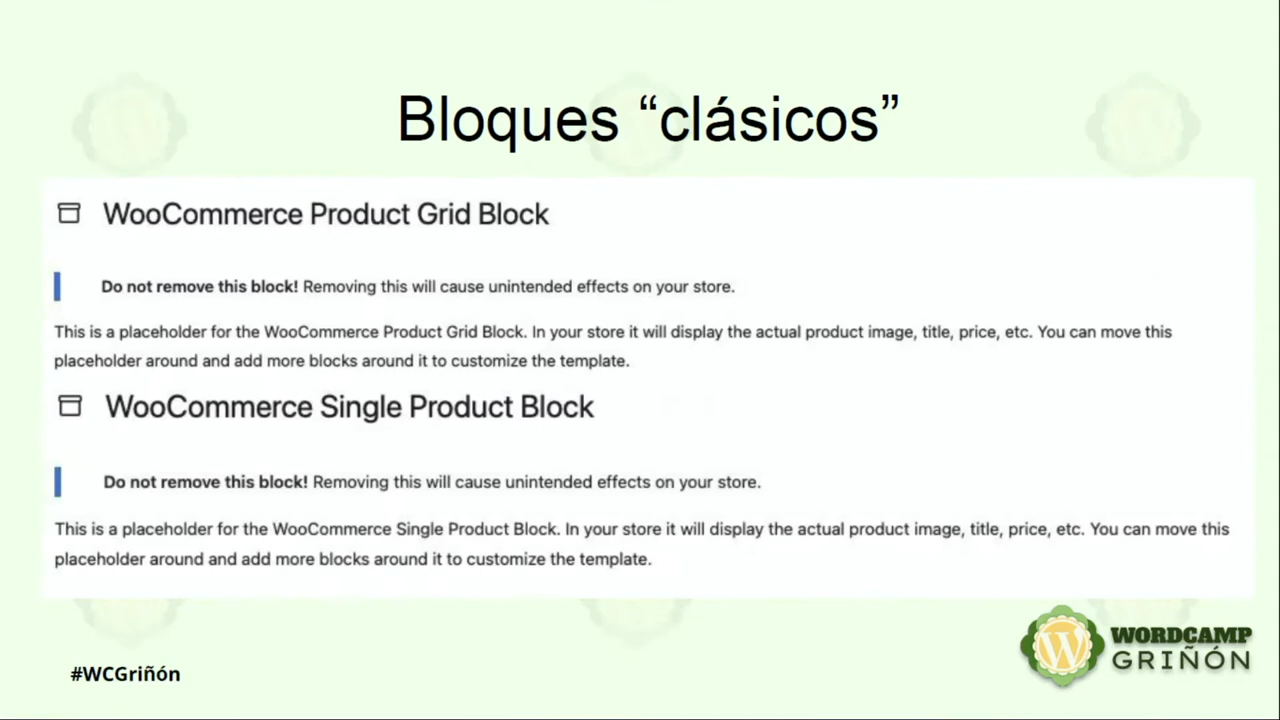 Bloques “clásicos”
WooCommerce Product Grid Block
Do not remove this block! Removing this will cause unintended effects on your store.
This is a placeholder for the WooCommerce Product Grid Block. In your store it will display the actual product image, title, price, etc. You can move this
placeholder around and add more blocks around it to customize the template.
WooCommerce Single Product Block
Do not remove this block! Removing this will cause unintended effects on your store.
This is a placeholder for the WooCommerce Single Product Block. In your store it will display the actual product image, title, price, etc. You can move this
placeholder around and add more blocks around it to customize the template.
#WCGriñón
WORDCAMP
GRIÑÓN